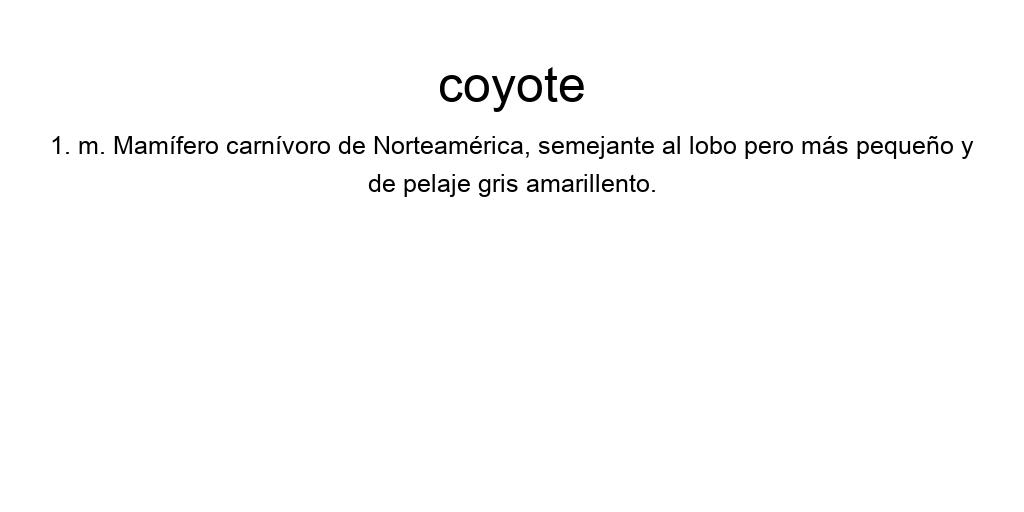 coyote
1. m. Mamífero carnívoro de Norteamérica, semejante al lobo pero más pequeño y
de pelaje gris amarillento.